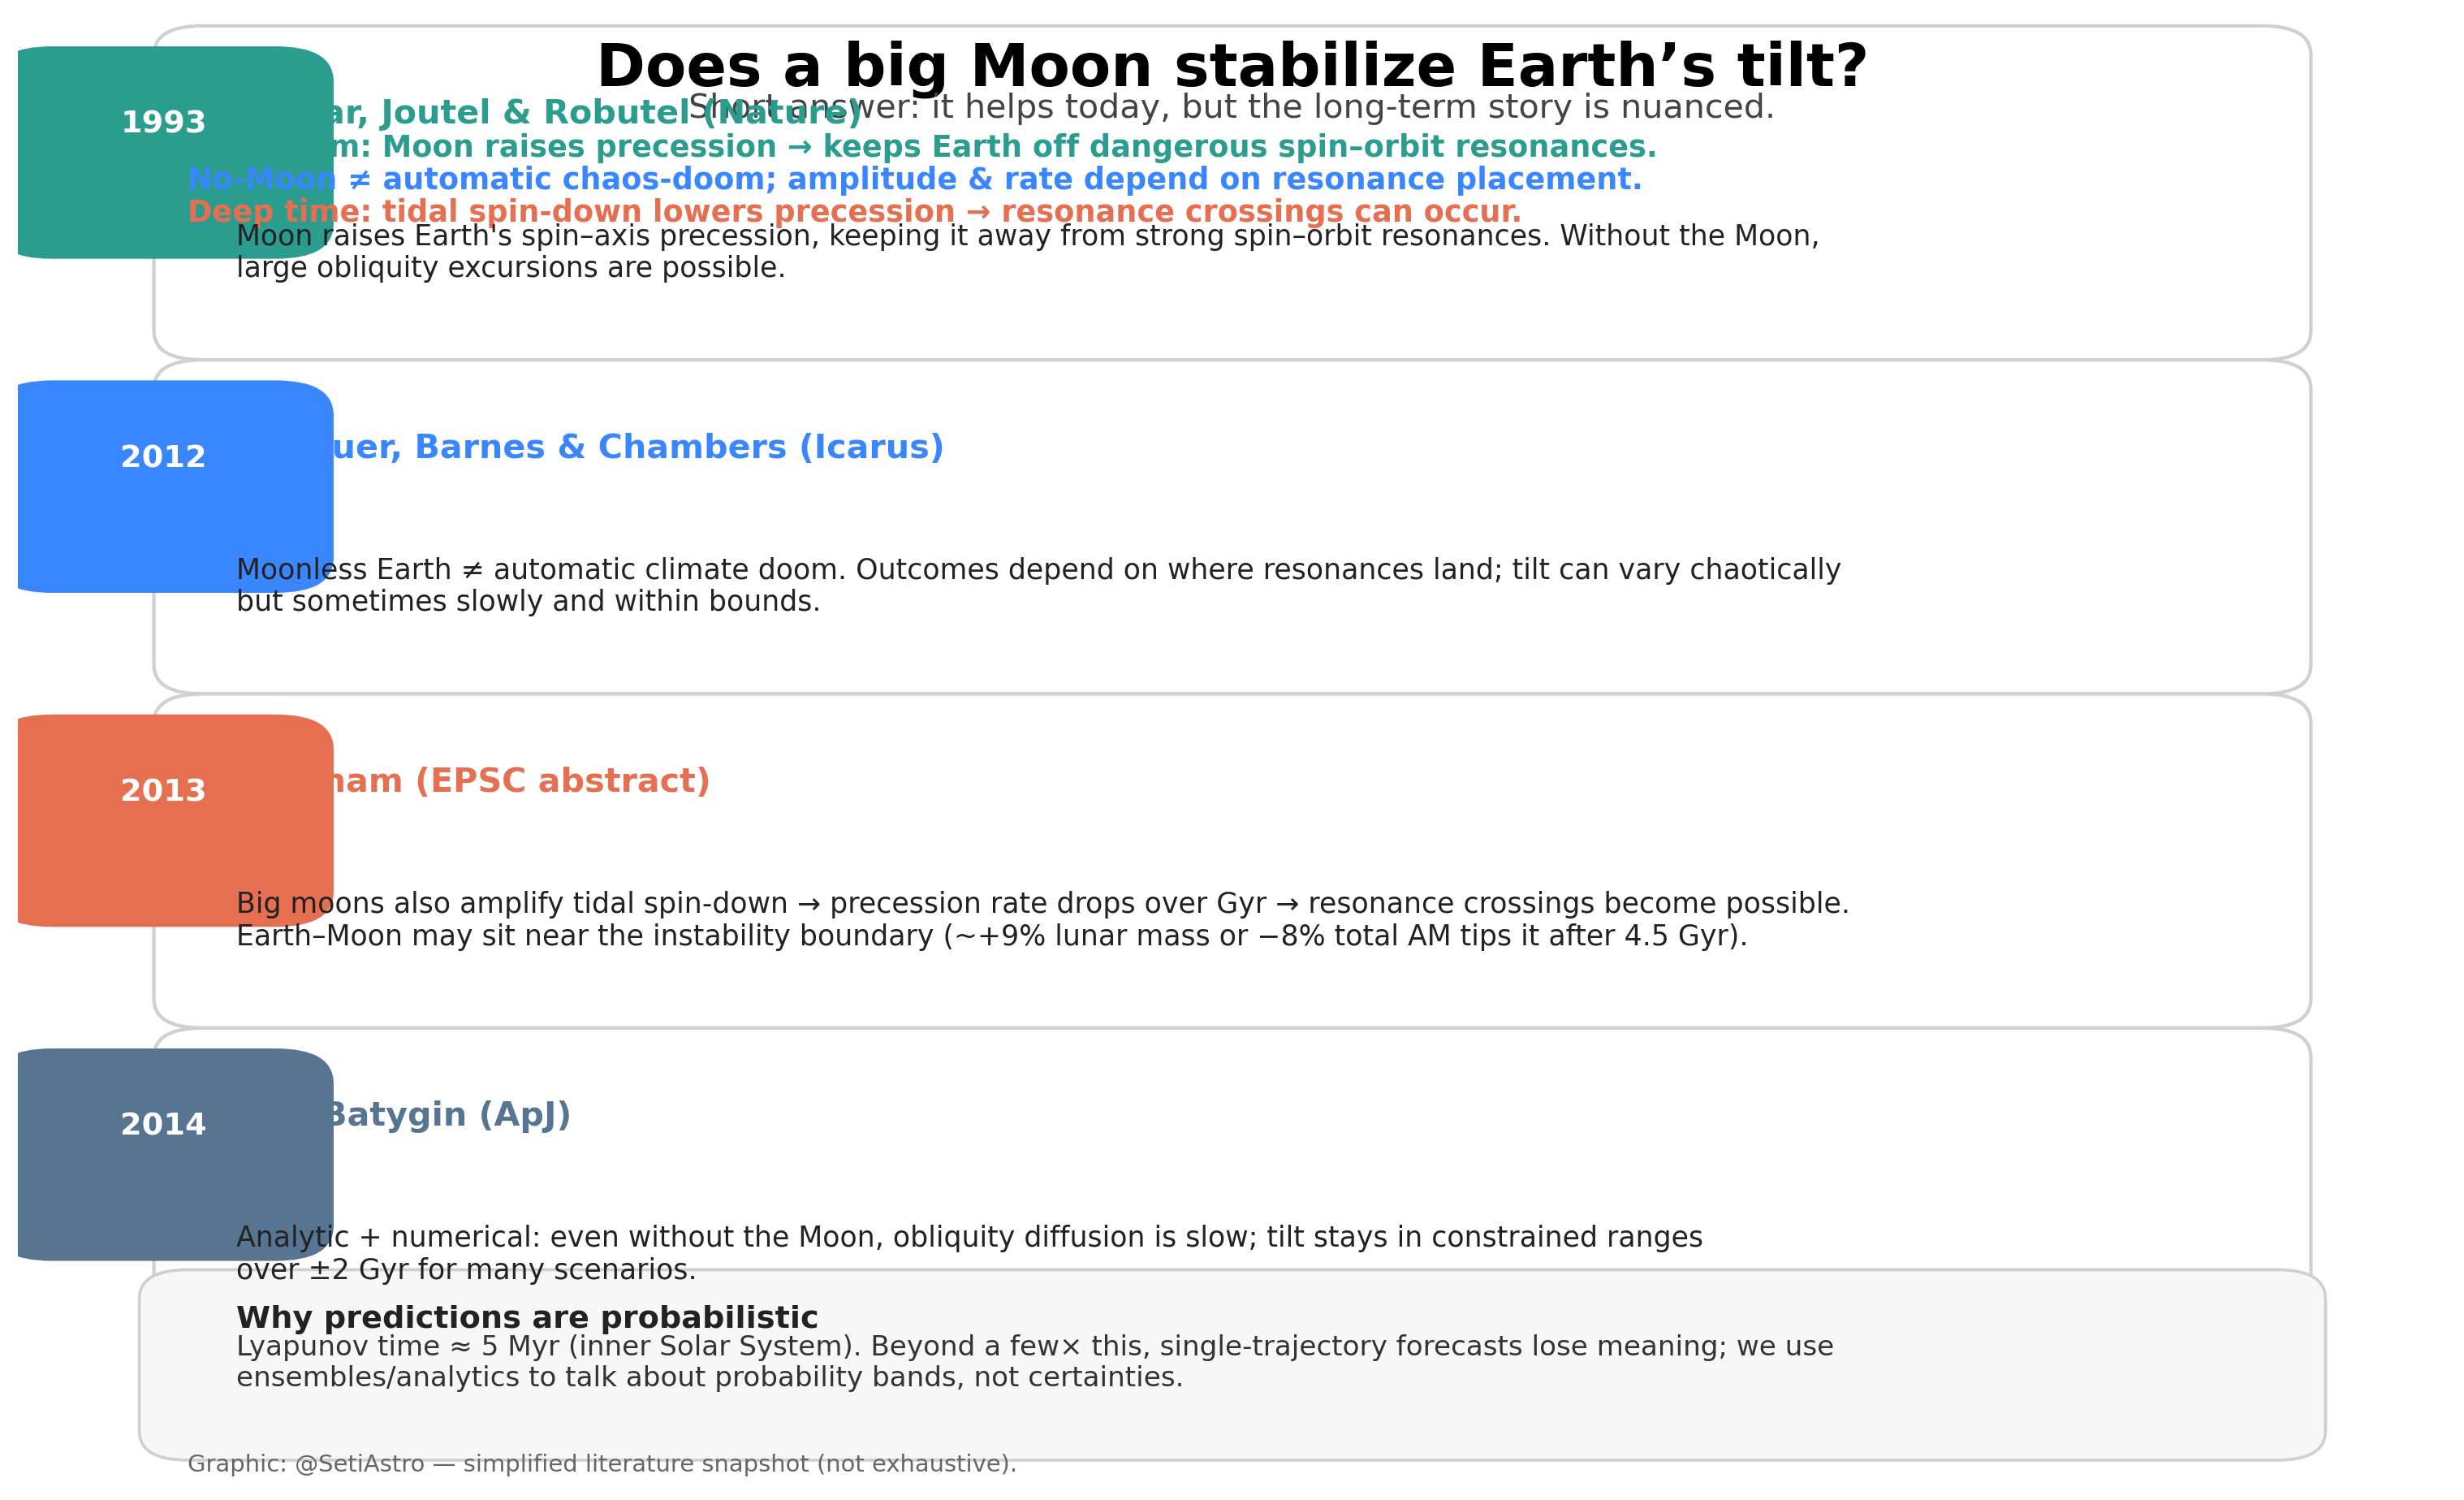 Does a big Moon stabilize Earth’s tilt?
Short answer: it helps today, but the long-term story is nuanced.
1993
ar, Joutel & Robutel (Nature)
m: Moon raises precession → keeps Earth off dangerous spin–orbit resonances.
No-Moon ≠ automatic chaos-doom; amplitude & rate depend on resonance placement.
Deep time: tidal spin-down lowers precession → resonance crossings can occur.
Moon raises Earth's spin–axis precession, keeping it away from strong spin–orbit resonances. Without the Moon,
large obliquity excursions are possible.
2012
uer, Barnes & Chambers (Icarus)
Moonless Earth ≠ automatic climate doom. Outcomes depend on where resonances land; tilt can vary chaotically
but sometimes slowly and within bounds.
2013
ham (EPSC abstract)
Big moons also amplify tidal spin-down → precession rate drops over Gyr → resonance crossings become possible.
Earth–Moon may sit near the instability boundary (~+9% lunar mass or −8% total AM tips it after 4.5 Gyr).
2014
Batygin (ApJ)
Analytic + numerical: even without the Moon, obliquity diffusion is slow; tilt stays in constrained ranges
over ±2 Gyr for many scenarios.
Why predictions are probabilistic
Lyapunov time ≈ 5 Myr (inner Solar System). Beyond a few× this, single-trajectory forecasts lose meaning; we use
ensembles/analytics to talk about probability bands, not certainties.
Graphic: @SetiAstro — simplified literature snapshot (not exhaustive).